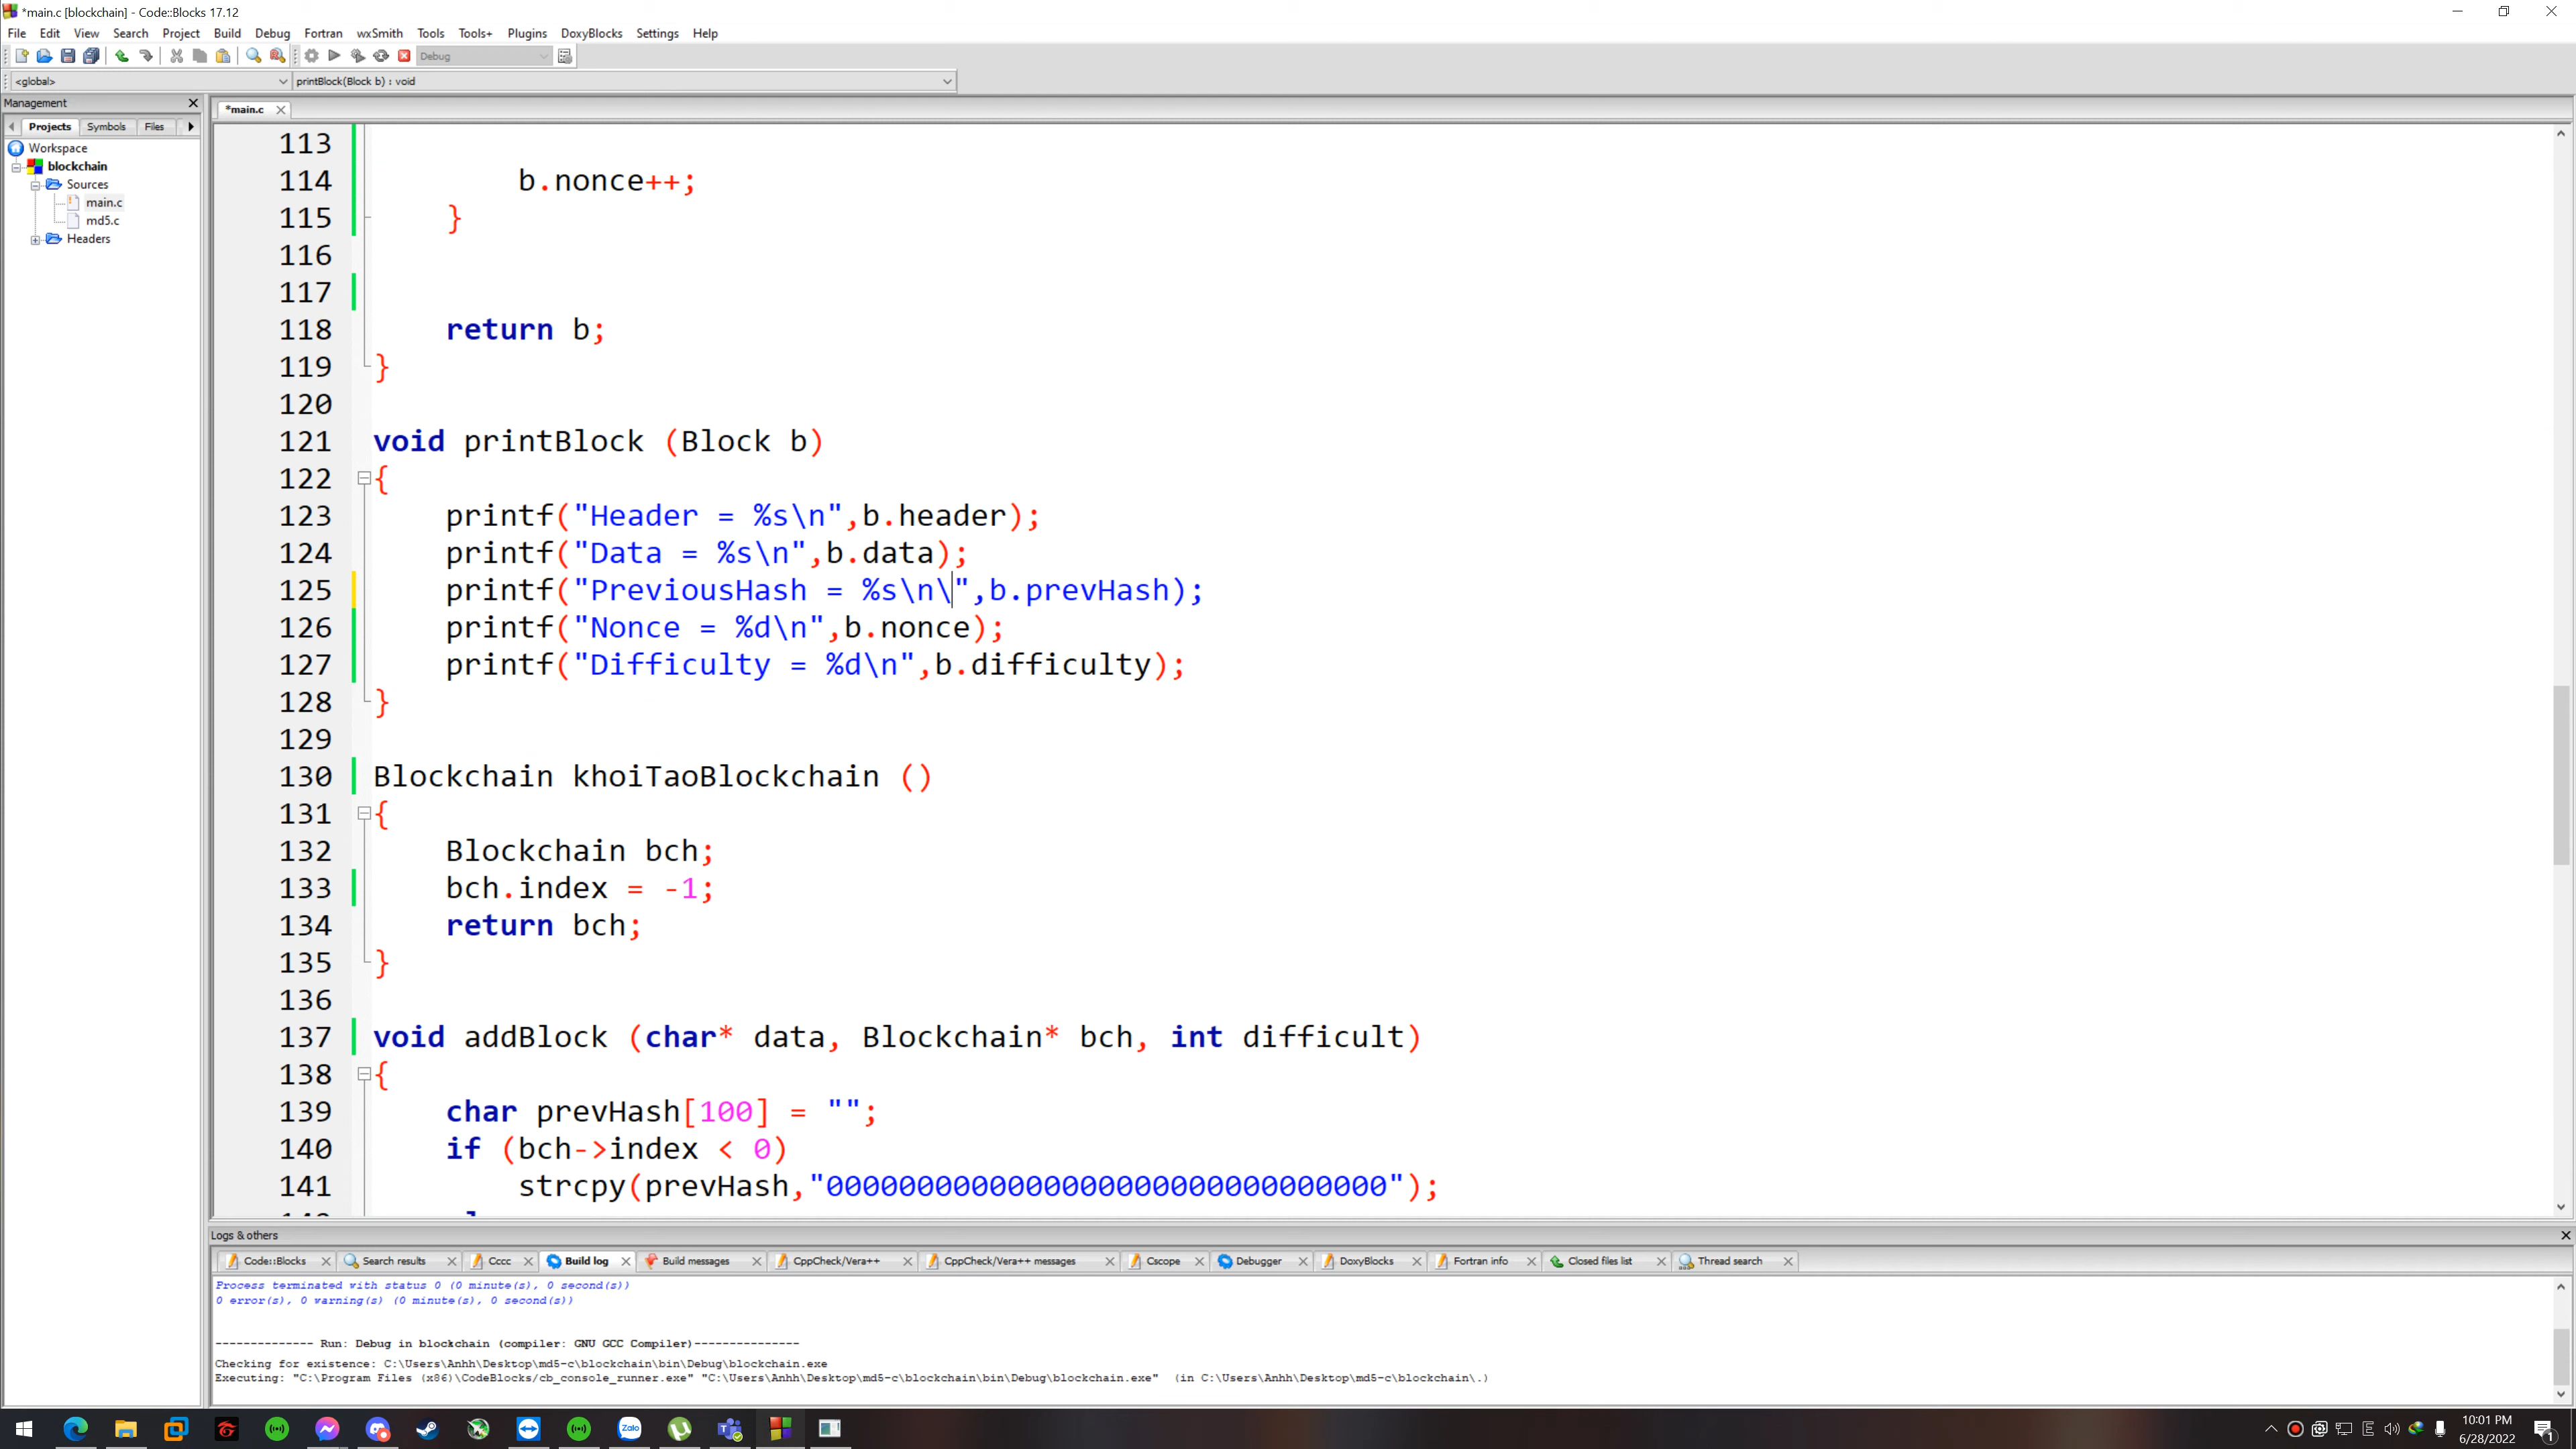 *main.c [blockchain] - Code::Blocks 17.12
File Edit View Search Project Build Debug Fortran wxSmith Tools Tools+ Plugins DoxyBlocks Settings Help
Debug
<global> printBlock(Block b) : void
Management
*main.c
Projects Symbols Files
Workspace
blockchain
Sources
main.c
md5.c
Headers
113
114 b.nonce++;
115 }
116
117
118 return b;
119 }
120
121 void printBlock (Block b)
122 {
123 printf("Header = %s\n",b.header);
124 printf("Data = %s\n",b.data);
125 printf("PreviousHash = %s\n\",b.prevHash);
126 printf("Nonce = %d\n",b.nonce);
127 printf("Difficulty = %d\n",b.difficulty);
128 }
129
130 Blockchain khoiTaoBlockchain ()
131 {
132 Blockchain bch;
133 bch.index = -1;
134 return bch;
135 }
136
137 void addBlock (char* data, Blockchain* bch, int difficult)
138 {
139 char prevHash[100] = "";
140 if (bch->index < 0)
141 strcpy(prevHash,"0000000000000000000000000000000");
Logs & others
Code::Blocks Search results Cccc Build log Build messages CppCheck/Vera++ CppCheck/Vera++ messages Cscope Debugger DoxyBlocks Fortran info Closed files list Thread search
Process terminated with status 0 (0 minute(s), 0 second(s))
0 error(s), 0 warning(s) (0 minute(s), 0 second(s))
-------------- Run: Debug in blockchain (compiler: GNU GCC Compiler)---------------
Checking for existence: C:\Users\Anhh\Desktop\md5-c\blockchain\bin\Debug\blockchain.exe
Executing: "C:\Program Files (x86)\CodeBlocks/cb_console_runner.exe" "C:\Users\Anhh\Desktop\md5-c\blockchain\bin\Debug\blockchain.exe" (in C:\Users\Anhh\Desktop\md5-c\blockchain\.)
Zalo
E
10:01 PM
6/28/2022
1